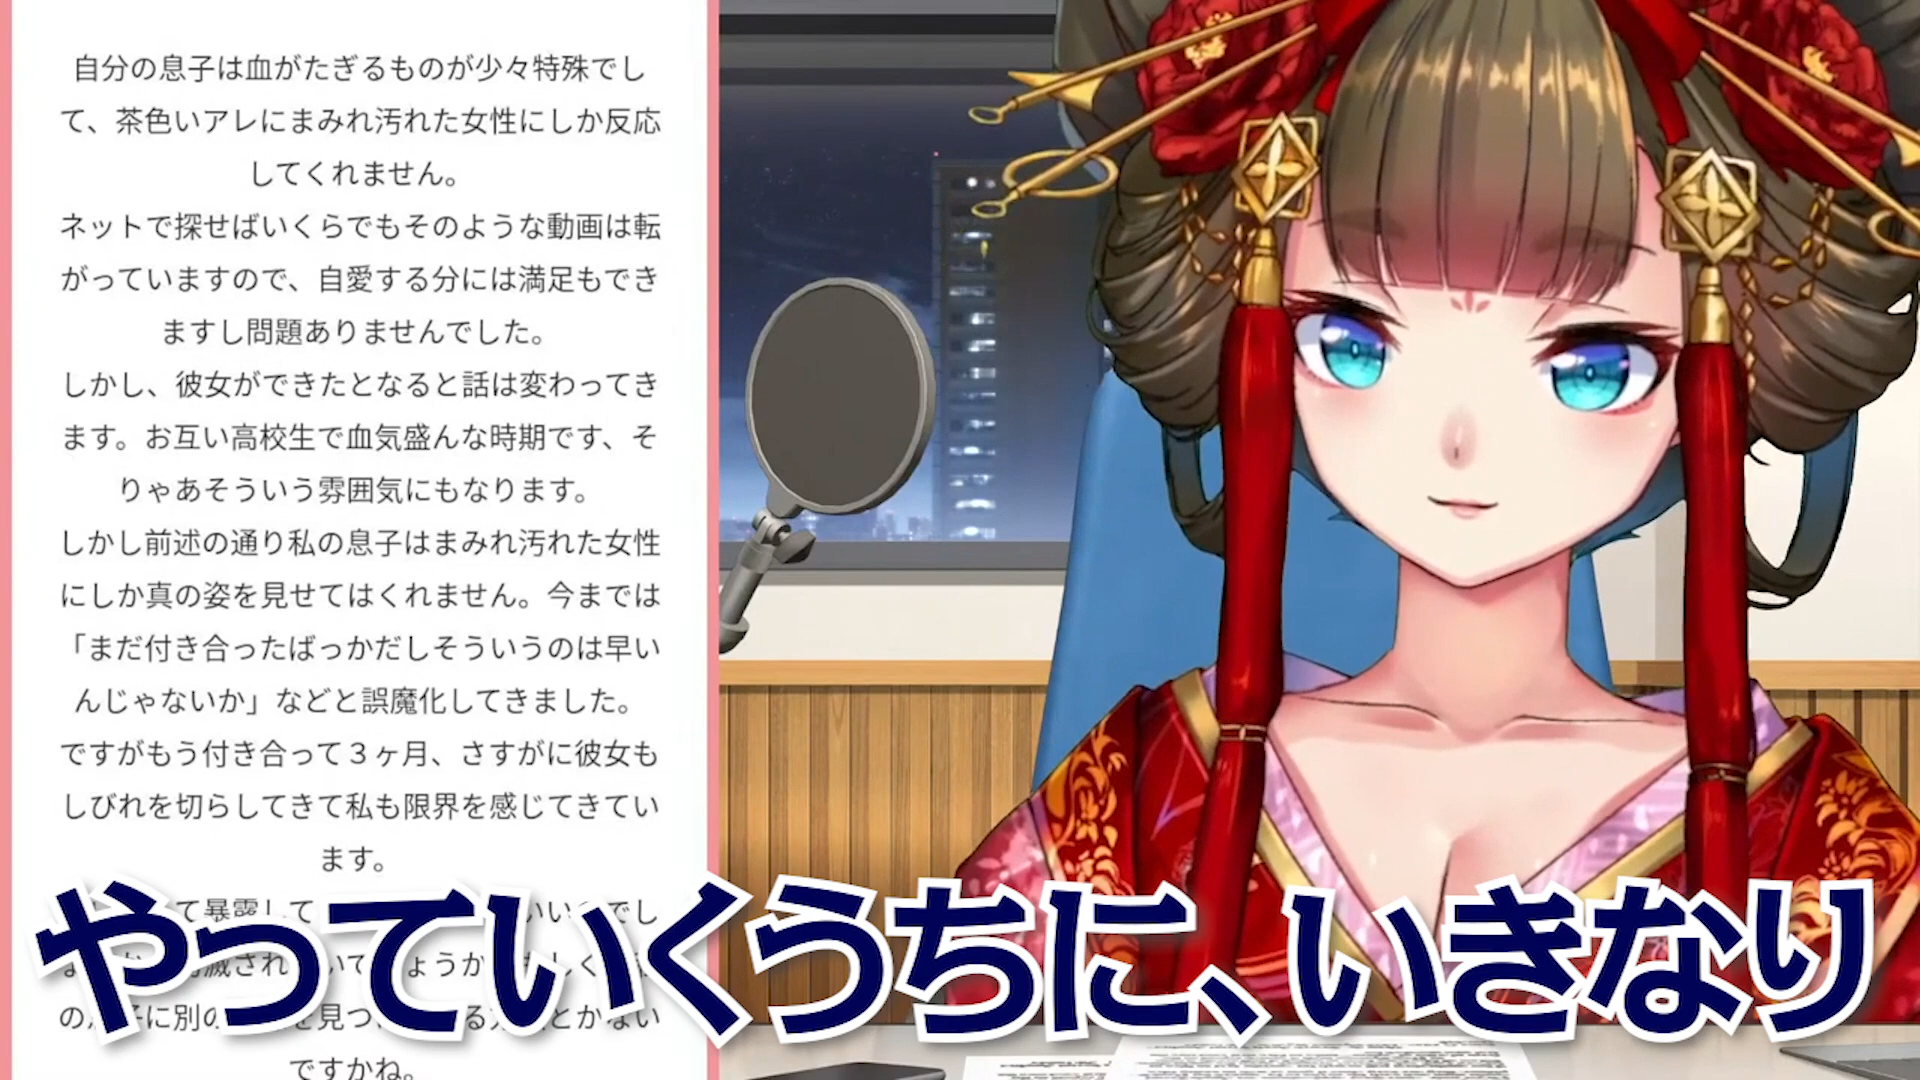 自分の息子は血がたぎるものが少々特殊でし
て、茶色いアレにまみれ汚れた女性にしか反応
してくれません。
ネットで探せばいくらでもそのような動画は転
がっていますので、自愛する分には満足もでき
ますし問題ありませんでした。
しかし、彼女ができたとなると話は変わってき
ます。お互い高校生で血気盛んな時期です、そ
りゃあそういう雰囲気にもなります。
しかし前述の通り私の息子はまみれ汚れた女性
にしか真の姿を見せてはくれません。今までは
「まだ付き合ったばっかだしそういうのは早い
んじゃないか」などと誤魔化してきました。
ですがもう付き合って３ヶ月、さすがに彼女も
しびれを切らしてきて私も限界を感じてきてい
ます。
て暴露して
に別の
ですかね。
やっていくうちに、いきなり